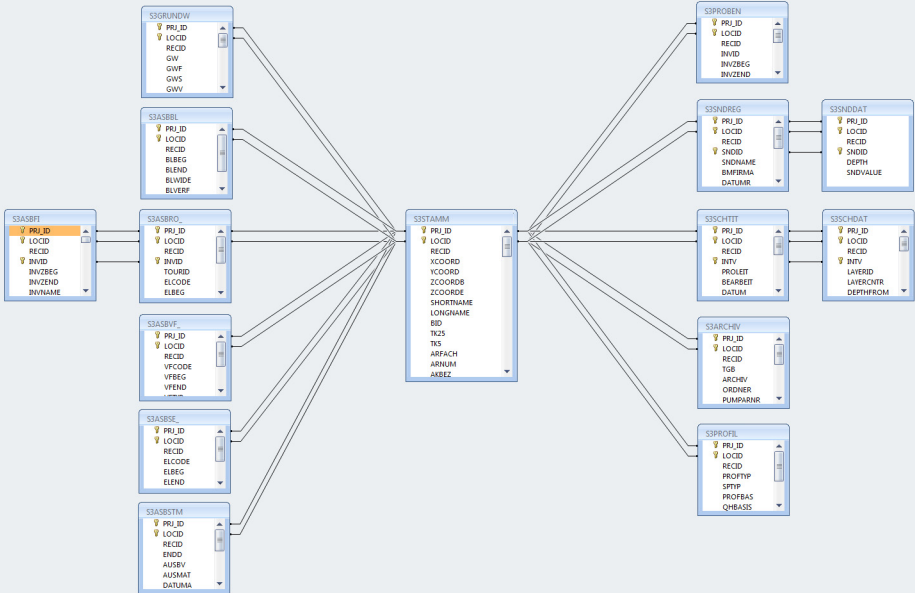 S3GRUNDW
PRJ_ID
LOCID
RECID
GW
GWF
GWS
GWV
S3ASBBL
PRJ_ID
LOCID
RECID
BLBEG
BLEND
BLWIDE
BLVERF
S3ASBFI
PRJ_ID
LOCID
RECID
INVID
INVZBEG
INVZEND
INVNAME
S3ASBRO_
PRJ_ID
LOCID
RECID
INVID
TOURID
ELCODE
ELBEG
S3ASBVF_
PRJ_ID
LOCID
RECID
VFCODE
VFBEG
VFEND
S3ASBSE_
PRJ_ID
LOCID
RECID
ELCODE
ELBEG
ELEND
S3ASBSTM
PRJ_ID
LOCID
RECID
ENDD
AUSBV
AUSMAT
DATUMA
S3STAMM
PRJ_ID
LOCID
RECID
XCOORD
YCOORD
ZCOORDB
ZCOORDE
SHORTNAME
LONGNAME
BID
TK25
TK5
ARFACH
ARNUM
AKBEZ
S3PROBEN
PRJ_ID
LOCID
RECID
INVID
INVZBEG
INVZEND
S3SNDREG
PRJ_ID
LOCID
RECID
SNDID
SNDNAME
BMFIRMA
DATUMR
S3SNDDAT
PRJ_ID
LOCID
RECID
SNDID
DEPTH
SNDVALUE
S3SCHTIT
PRJ_ID
LOCID
RECID
INTV
PROLEIT
BEARBEIT
DATUM
S3SCHDAT
PRJ_ID
LOCID
RECID
INTV
LAYERID
LAYERCNTR
DEPTHFROM
S3ARCHIV
PRJ_ID
LOCID
RECID
TGB
ARCHIV
ORDNER
PUMPARNR
S3PROFIL
PRJ_ID
LOCID
RECID
PROFTYP
SPTYP
PROFBAS
QHBASIS